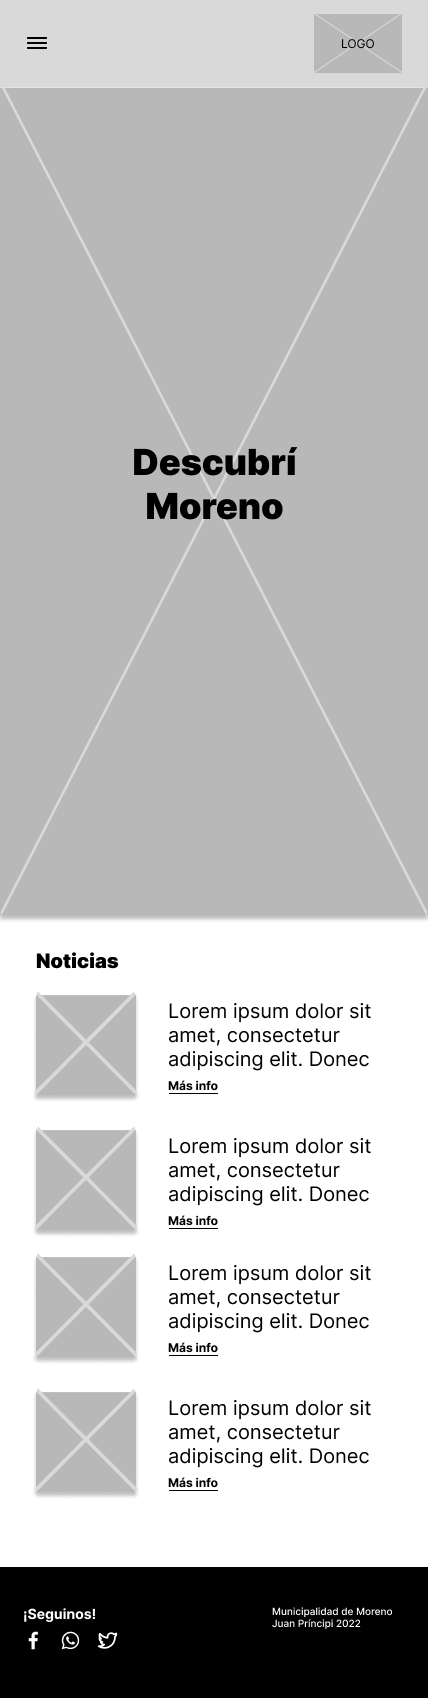 LOGO
Descubrí
Moreno
Noticias
Lorem ipsum dolor sit
amet, consectetur
adipiscing elit. Donec
Más info
Lorem ipsum dolor sit
amet, consectetur
adipiscing elit. Donec
Más info
Lorem ipsum dolor sit
amet, consectetur
adipiscing elit. Donec
Más info
Lorem ipsum dolor sit
amet, consectetur
adipiscing elit. Donec
Más info
¡Seguinos!
Municipalidad de Moreno
Juan Príncipi 2022